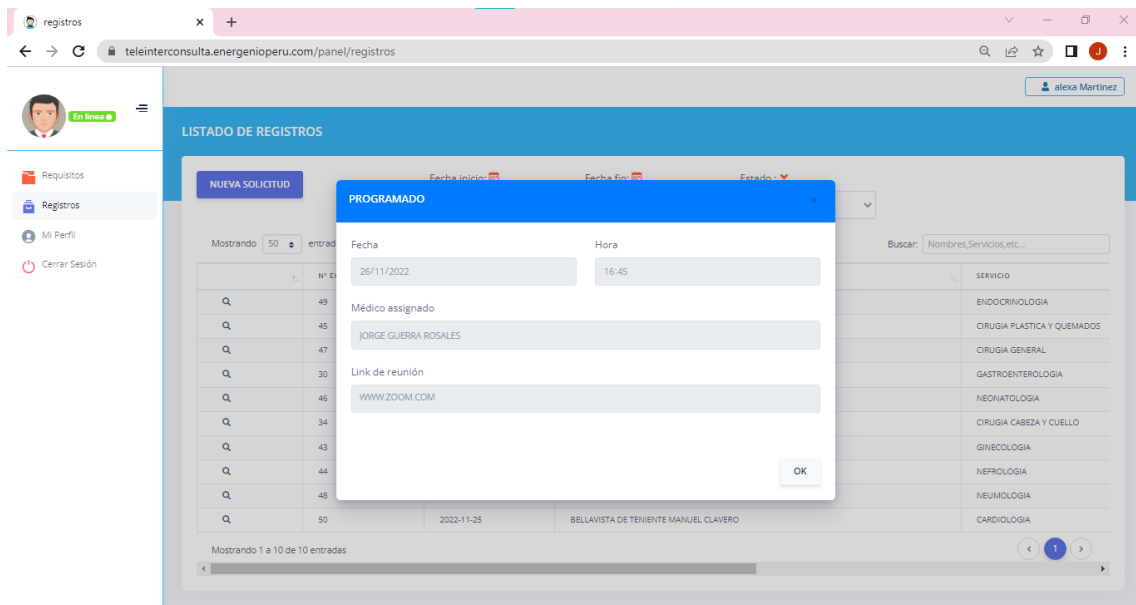 registros
teleinterconsulta.energenioperu.com/panel/registros
J
alexa Martinez
En línea
LISTADO DE REGISTROS
Requisitos
Registros
Mi Perfil
Cerrar Sesión
NUEVA SOLICITUD
Fecha inicio:
Fecha fin:
Estado :
PROGRAMADO
×
Fecha
Hora
26/11/2022
16:45
Médico assignado
JORGE GUERRA ROSALES
Link de reunión
WWW.ZOOM.COM
OK
Mostrando 50 entrad
Buscar: Nombres,Servicios,etc...
N° EX
SERVICIO
49 ENDOCRINOLOGIA
45 CIRUGIA PLASTICA Y QUEMADOS
47 CIRUGIA GENERAL
30 GASTROENTEROLOGIA
46 NEONATOLOGIA
34 CIRUGIA CABEZA Y CUELLO
43 GINECOLOGIA
44 NEFROLOGIA
48 NEUMOLOGIA
50 2022-11-25 BELLAVISTA DE TENIENTE MANUEL CLAVERO CARDIOLOGIA
Mostrando 1 a 10 de 10 entradas
1